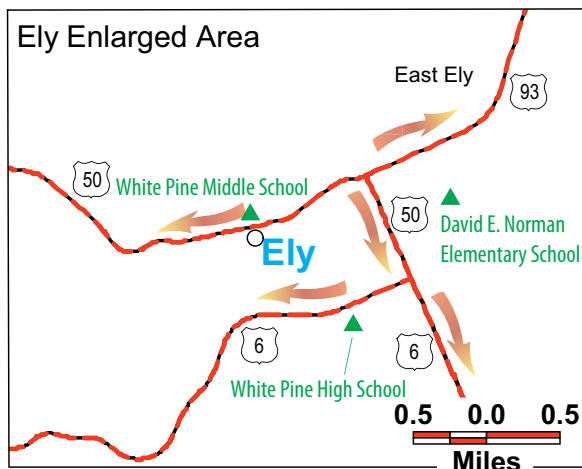 Ely Enlarged Area
East Ely
93
50
White Pine Middle School
50
David E. Norman
Elementary School
Ely
6
6
White Pine High School
0.5 0.0 0.5
Miles